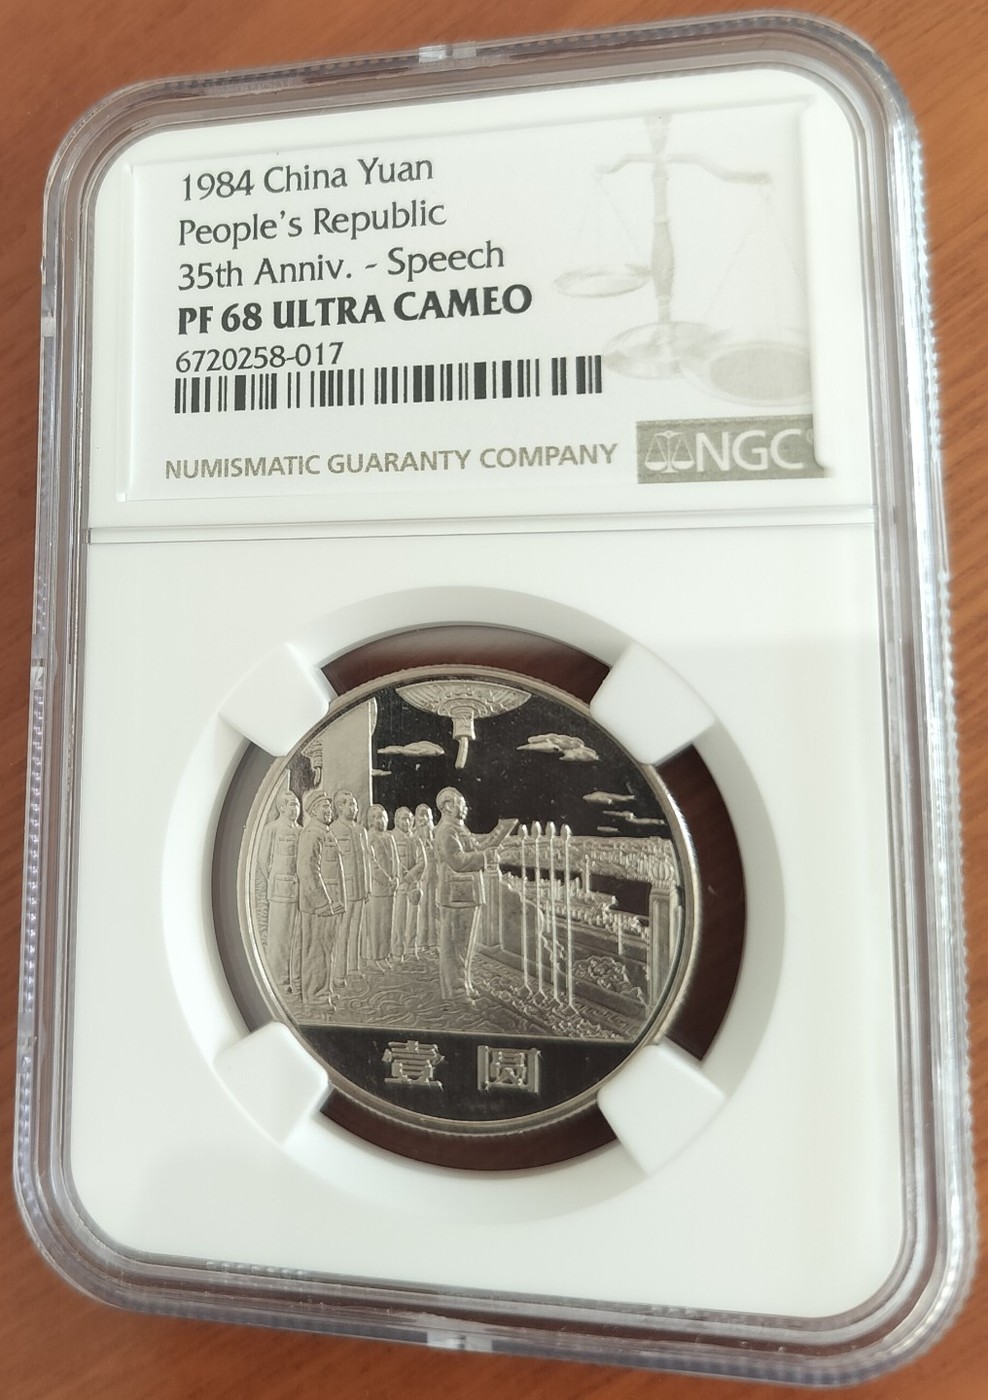 1984 China Yuan
People's Republic
35th Anniv. - Speech
PF 68 ULTRA CAMEO
6720258-017
NUMISMATIC GUARANTY COMPANY NGC
壹圆